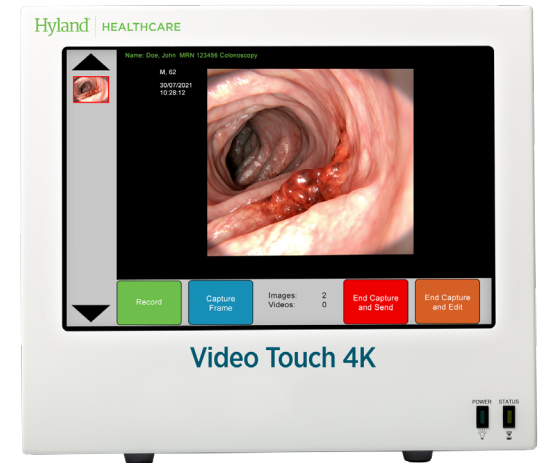 Hyland HEALTHCARE
Name: Doe, John MRN 123456 Colonoscopy
M, 62
30/07/2021
10:28:12
Record
Capture
Frame
Images: 2
Videos: 0
End Capture
and Send
End Capture
and Edit
Video Touch 4K
POWER STATUS